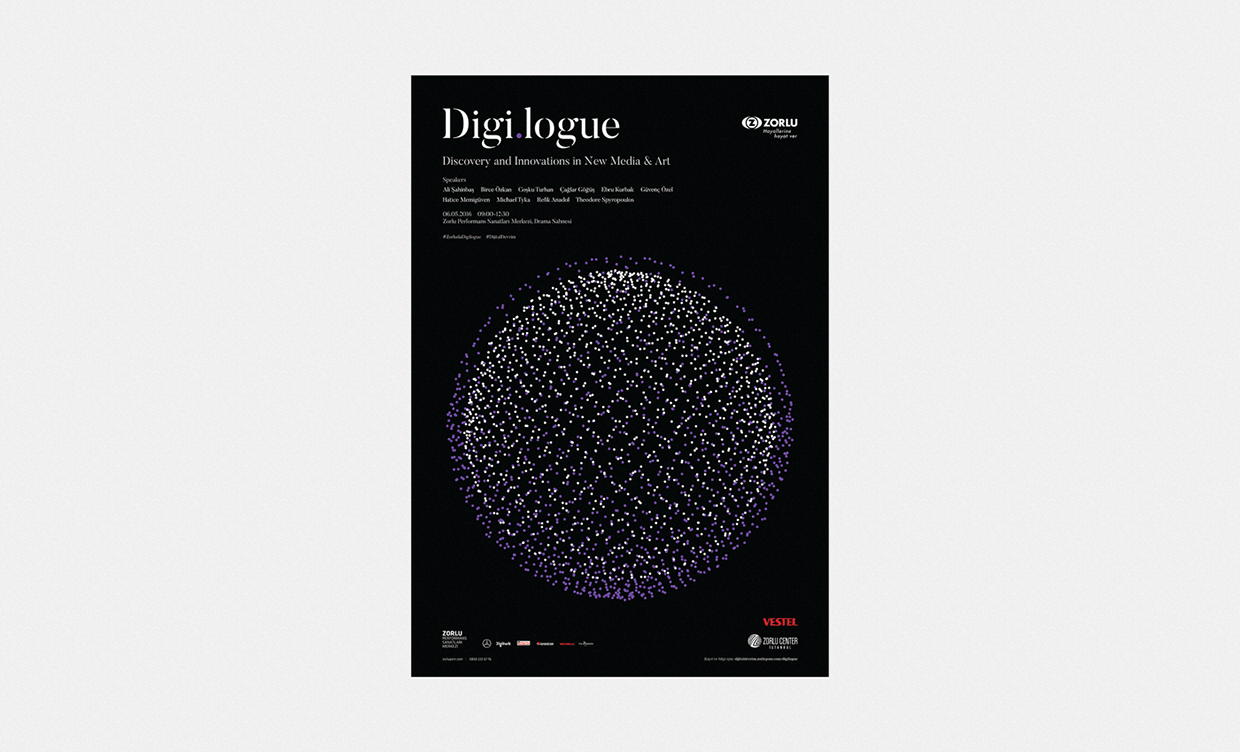 Digi.logue
ZORLU
Hayallerine
hayat ver
Discovery and Innovations in New Media & Art
Speakers
Ali Şahinbaş Birce Özkan Coşku Turhan Çağlar Göğüş Ebru Kurbak Güvenç Özel
Hatice Memigüven Michael Tyka Refik Anadol Theodore Spyropoulos
06.05.2016 09:00-12:30
Zorlu Performans Sanatları Merkezi, Drama Sahnesi
#ZorluilaDigilogue #DijitalDevrim
VESTEL
ZORLU
PERFORMANS
SANATLARI
MERKEZİ
ZORLU CENTER
İSTANBUL